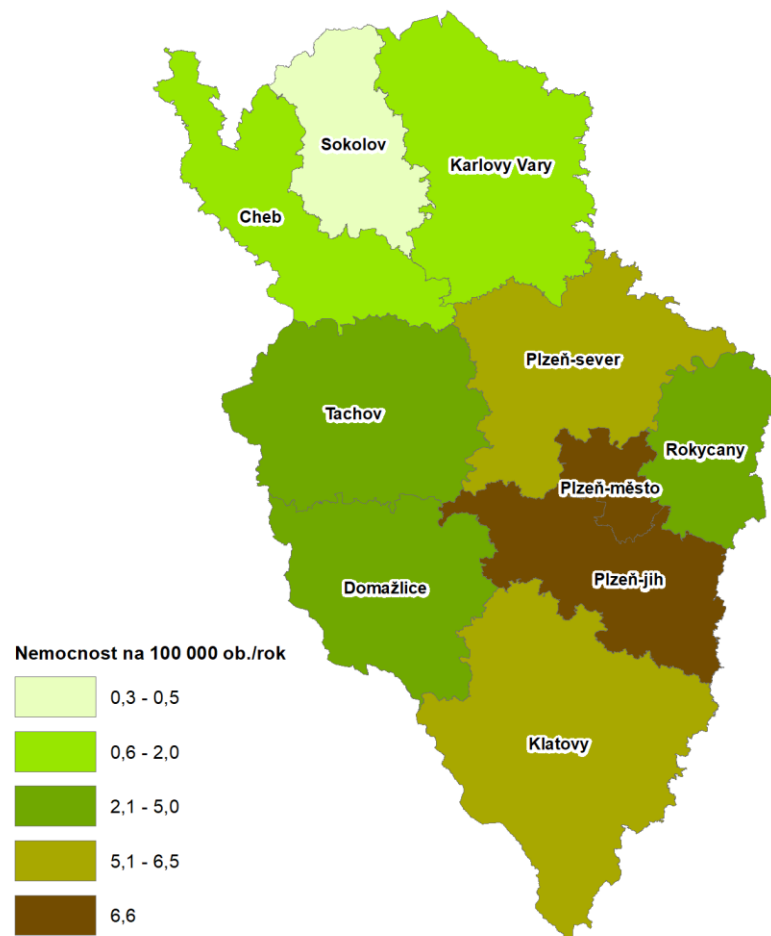 Sokolov
Karlovy Vary
Cheb
Plzeň-sever
Tachov
Rokycany
Plzeň-město
Plzeň-jih
Domažlice
Klatovy
Nemocnost na 100 000 ob./rok
0,3 - 0,5
0,6 - 2,0
2,1 - 5,0
5,1 - 6,5
6,6